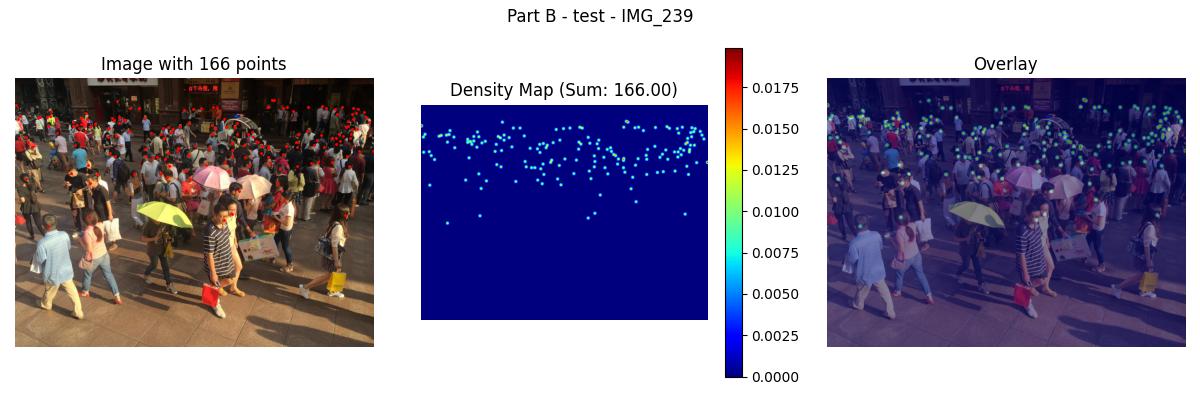 Part B - test - IMG_239
Image with 166 points
Density Map (Sum: 166.00)
Overlay
0.0175
0.0150
0.0125
0.0100
0.0075
0.0050
0.0025
0.0000